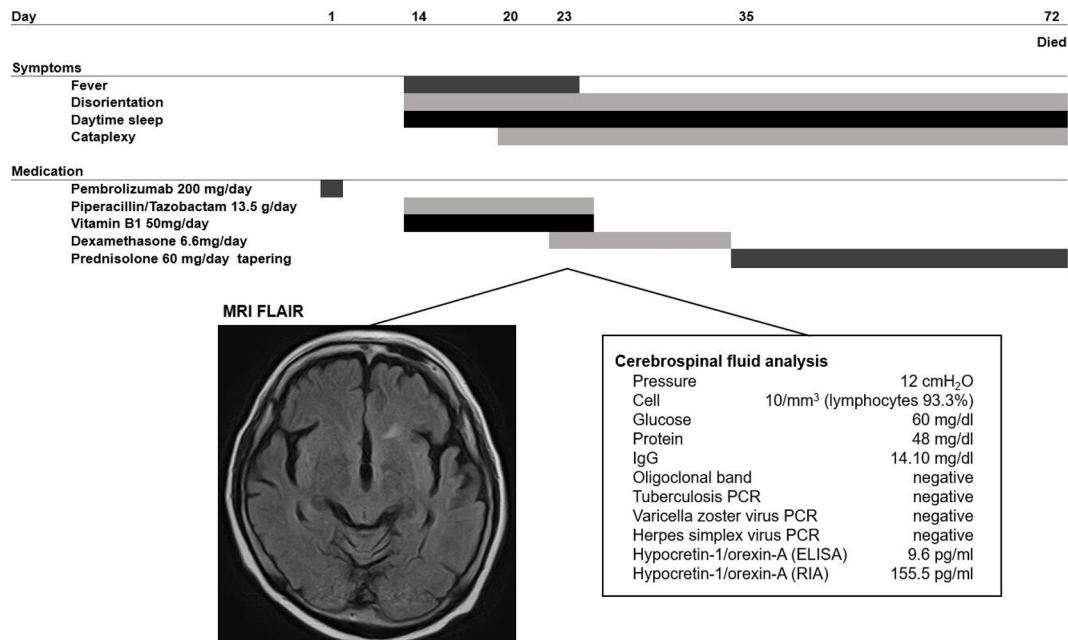 Day 1 14 20 23 35 72
Died
Symptoms
Fever
Disorientation
Daytime sleep
Cataplexy
Medication
Pembrolizumab 200 mg/day
Piperacillin/Tazobactam 13.5 g/day
Vitamin B1 50mg/day
Dexamethasone 6.6mg/day
Prednisolone 60 mg/day tapering
MRI FLAIR
Cerebrospinal fluid analysis
Pressure 12 cmH₂O
Cell 10/mm³ (lymphocytes 93.3%)
Glucose 60 mg/dl
Protein 48 mg/dl
IgG 14.10 mg/dl
Oligoclonal band negative
Tuberculosis PCR negative
Varicella zoster virus PCR negative
Herpes simplex virus PCR negative
Hypocretin-1/orexin-A (ELISA) 9.6 pg/ml
Hypocretin-1/orexin-A (RIA) 155.5 pg/ml